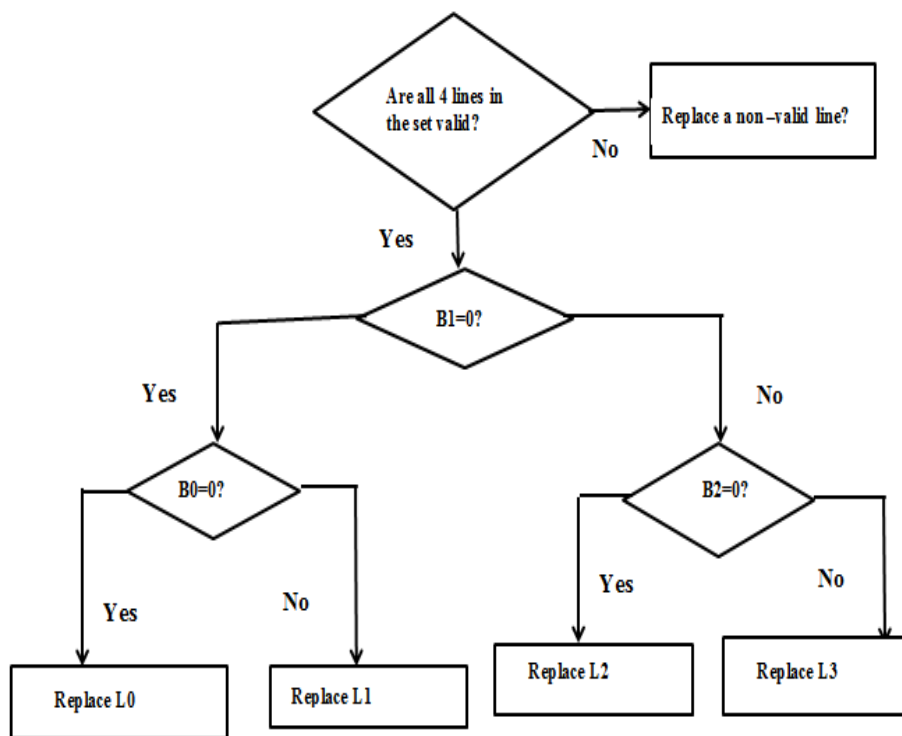 Are all 4 lines in
the set valid?
Replace a non –valid line?
No
Yes
B1=0?
Yes
No
B0=0?
B2=0?
Yes
No
Yes
No
Replace L0
Replace L1
Replace L2
Replace L3